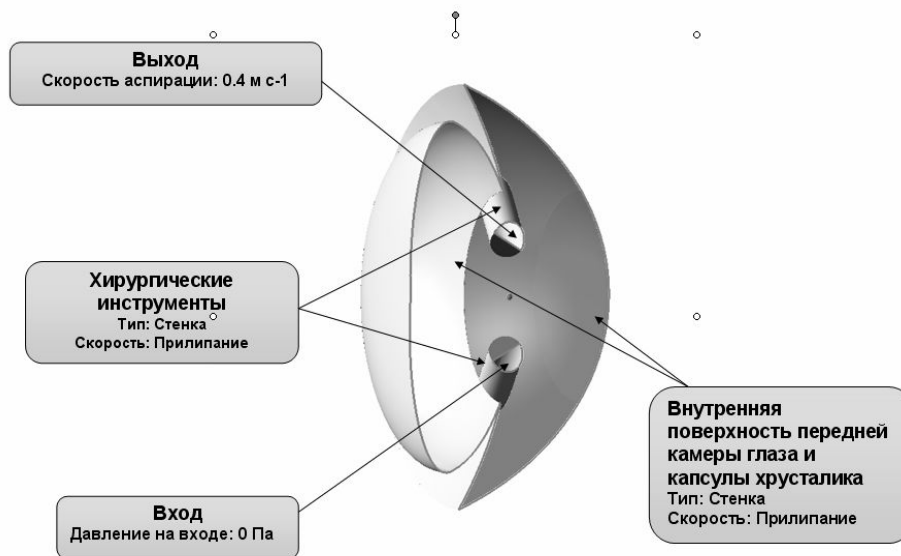 Выход
Скорость аспирации: 0.4 м с-1
Хирургические
инструменты
Тип: Стенка
Скорость: Прилипание
Внутренняя
поверхность передней
камеры глаза и
капсулы хрусталика
Тип: Стенка
Скорость: Прилипание
Вход
Давление на входе: 0 Па